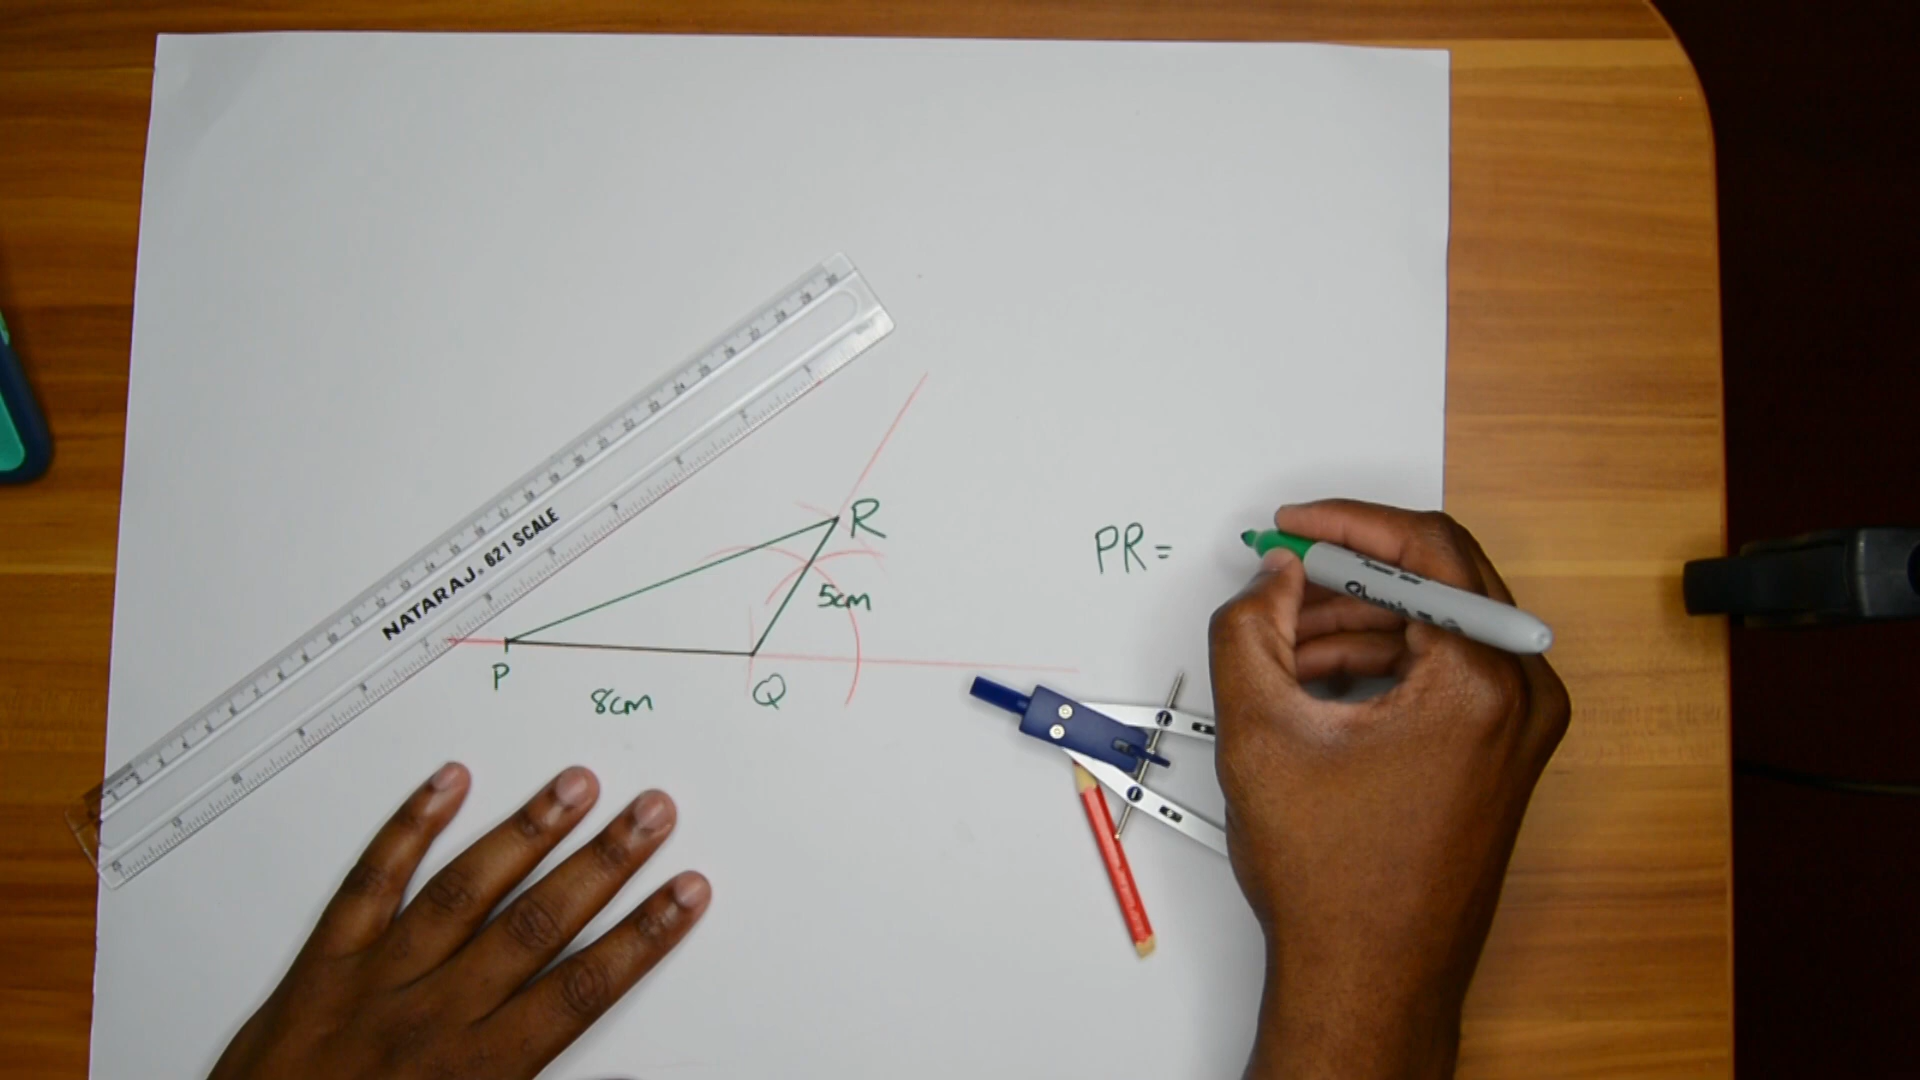 NATARAJ. 621 SCALE
R
PR=
5cm
P
Q
8cm